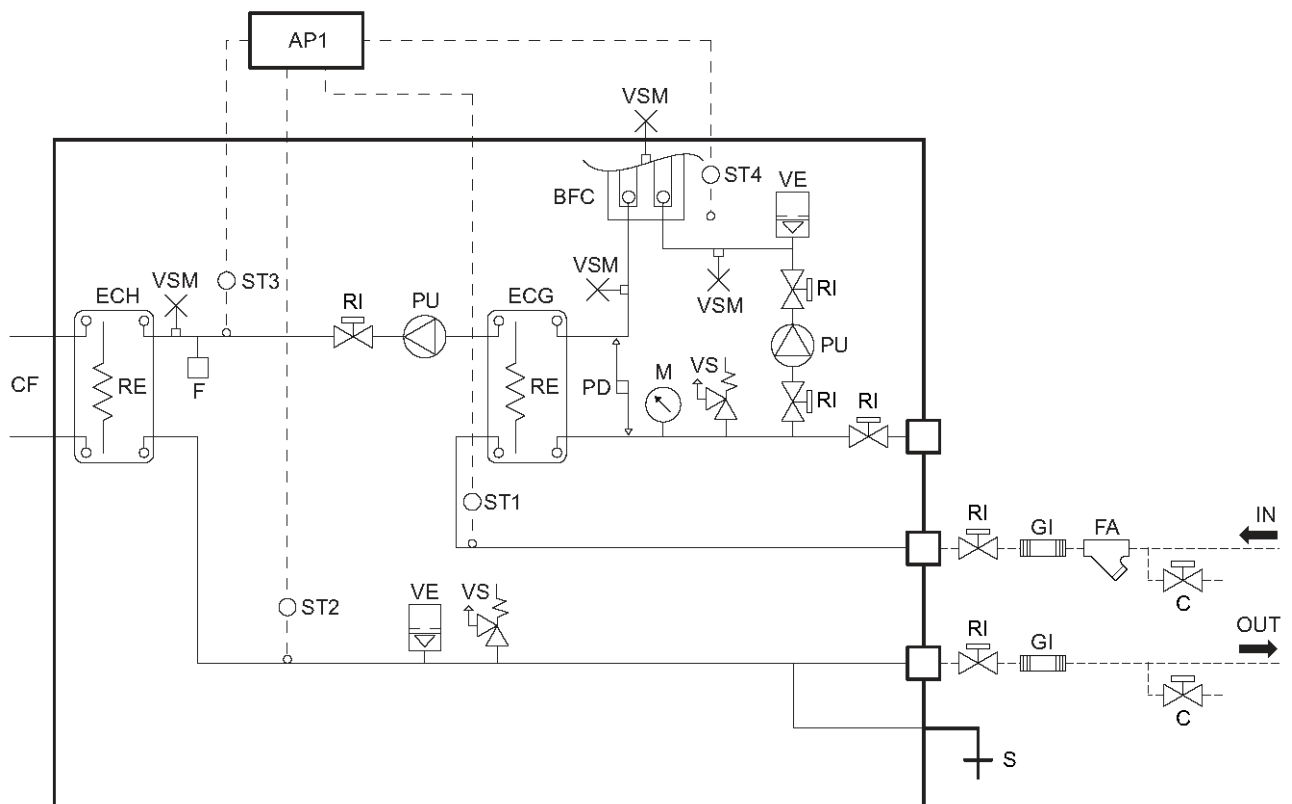 AP1
VSM
ST4
VE
BFC
VSM
ST3
VSM
VSM
RI
ECH
RI
PU
ECG
PU
CF
RE
F
RE
PD
M
VS
RI
RI
ST1
RI
GI
FA
IN
C
ST2
VE
VS
RI
GI
OUT
C
S